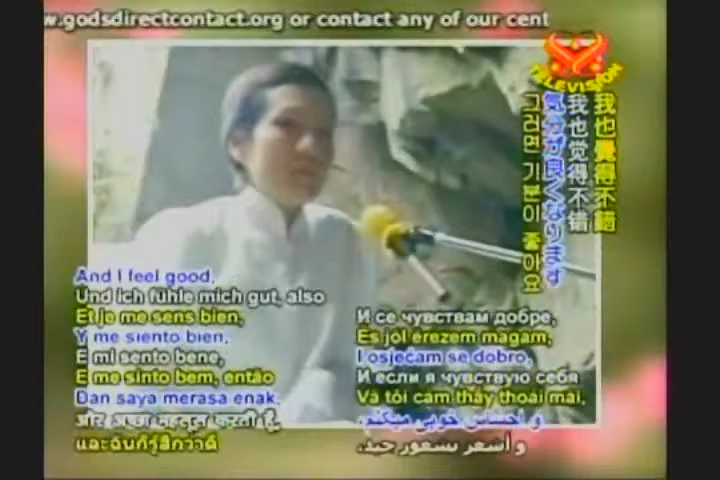 w.godsdirectcontact.org or contact any of our cent
TELEVISION
我也覺得不錯
我也觉得不错
気分が良くなります
그러면 기분이 좋아요
And I feel good,
Und ich fühle mich gut, also
Et je me sens bien,
Y me siento bien,
E mi sento bene,
E me sinto bem, então
Dan saya merasa enak,
और अच्छा महसूस करती हूँ,
และฉันก็รู้สึกว่าดี
И се чувствам добре,
És jól érezem magam,
I osjećam se dobro,
И если я чувствую себя
Và tôi cảm thấy thoải mái,
و احساس خوبی میکنم،
و أشعر بشعور جيد،